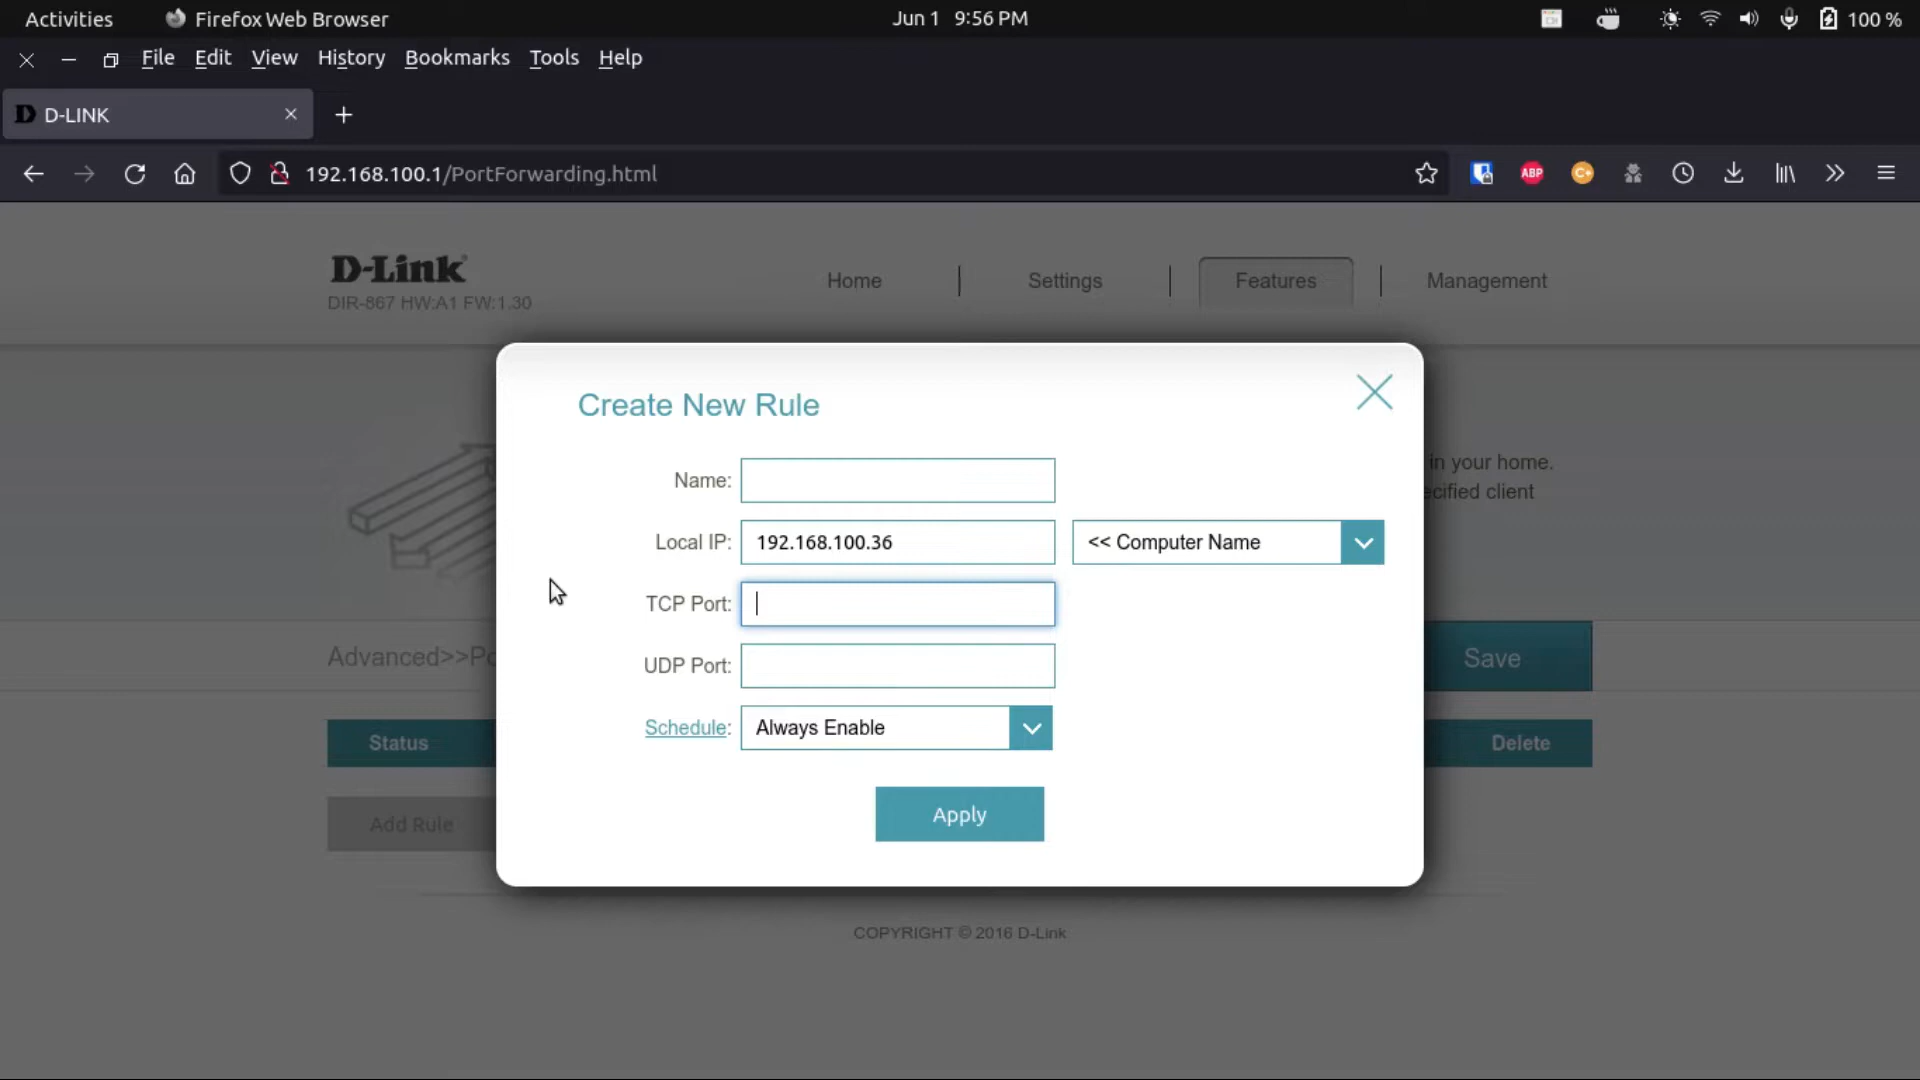 Activities Firefox Web Browser Jun 1 9:56 PM 100 %
File Edit View History Bookmarks Tools Help
D D-LINK
192.168.100.1/PortForwarding.html ABP C+
D-Link
DIR-867 HW:A1 FW:1.30
Home Settings Features Management
Create New Rule
in your home.
Name:
ecified client
Local IP: 192.168.100.36 << Computer Name
TCP Port:
Advanced>>Po
UDP Port:
Save
Schedule: Always Enable
Status Delete
Add Rule
Apply
COPYRIGHT © 2016 D-Link